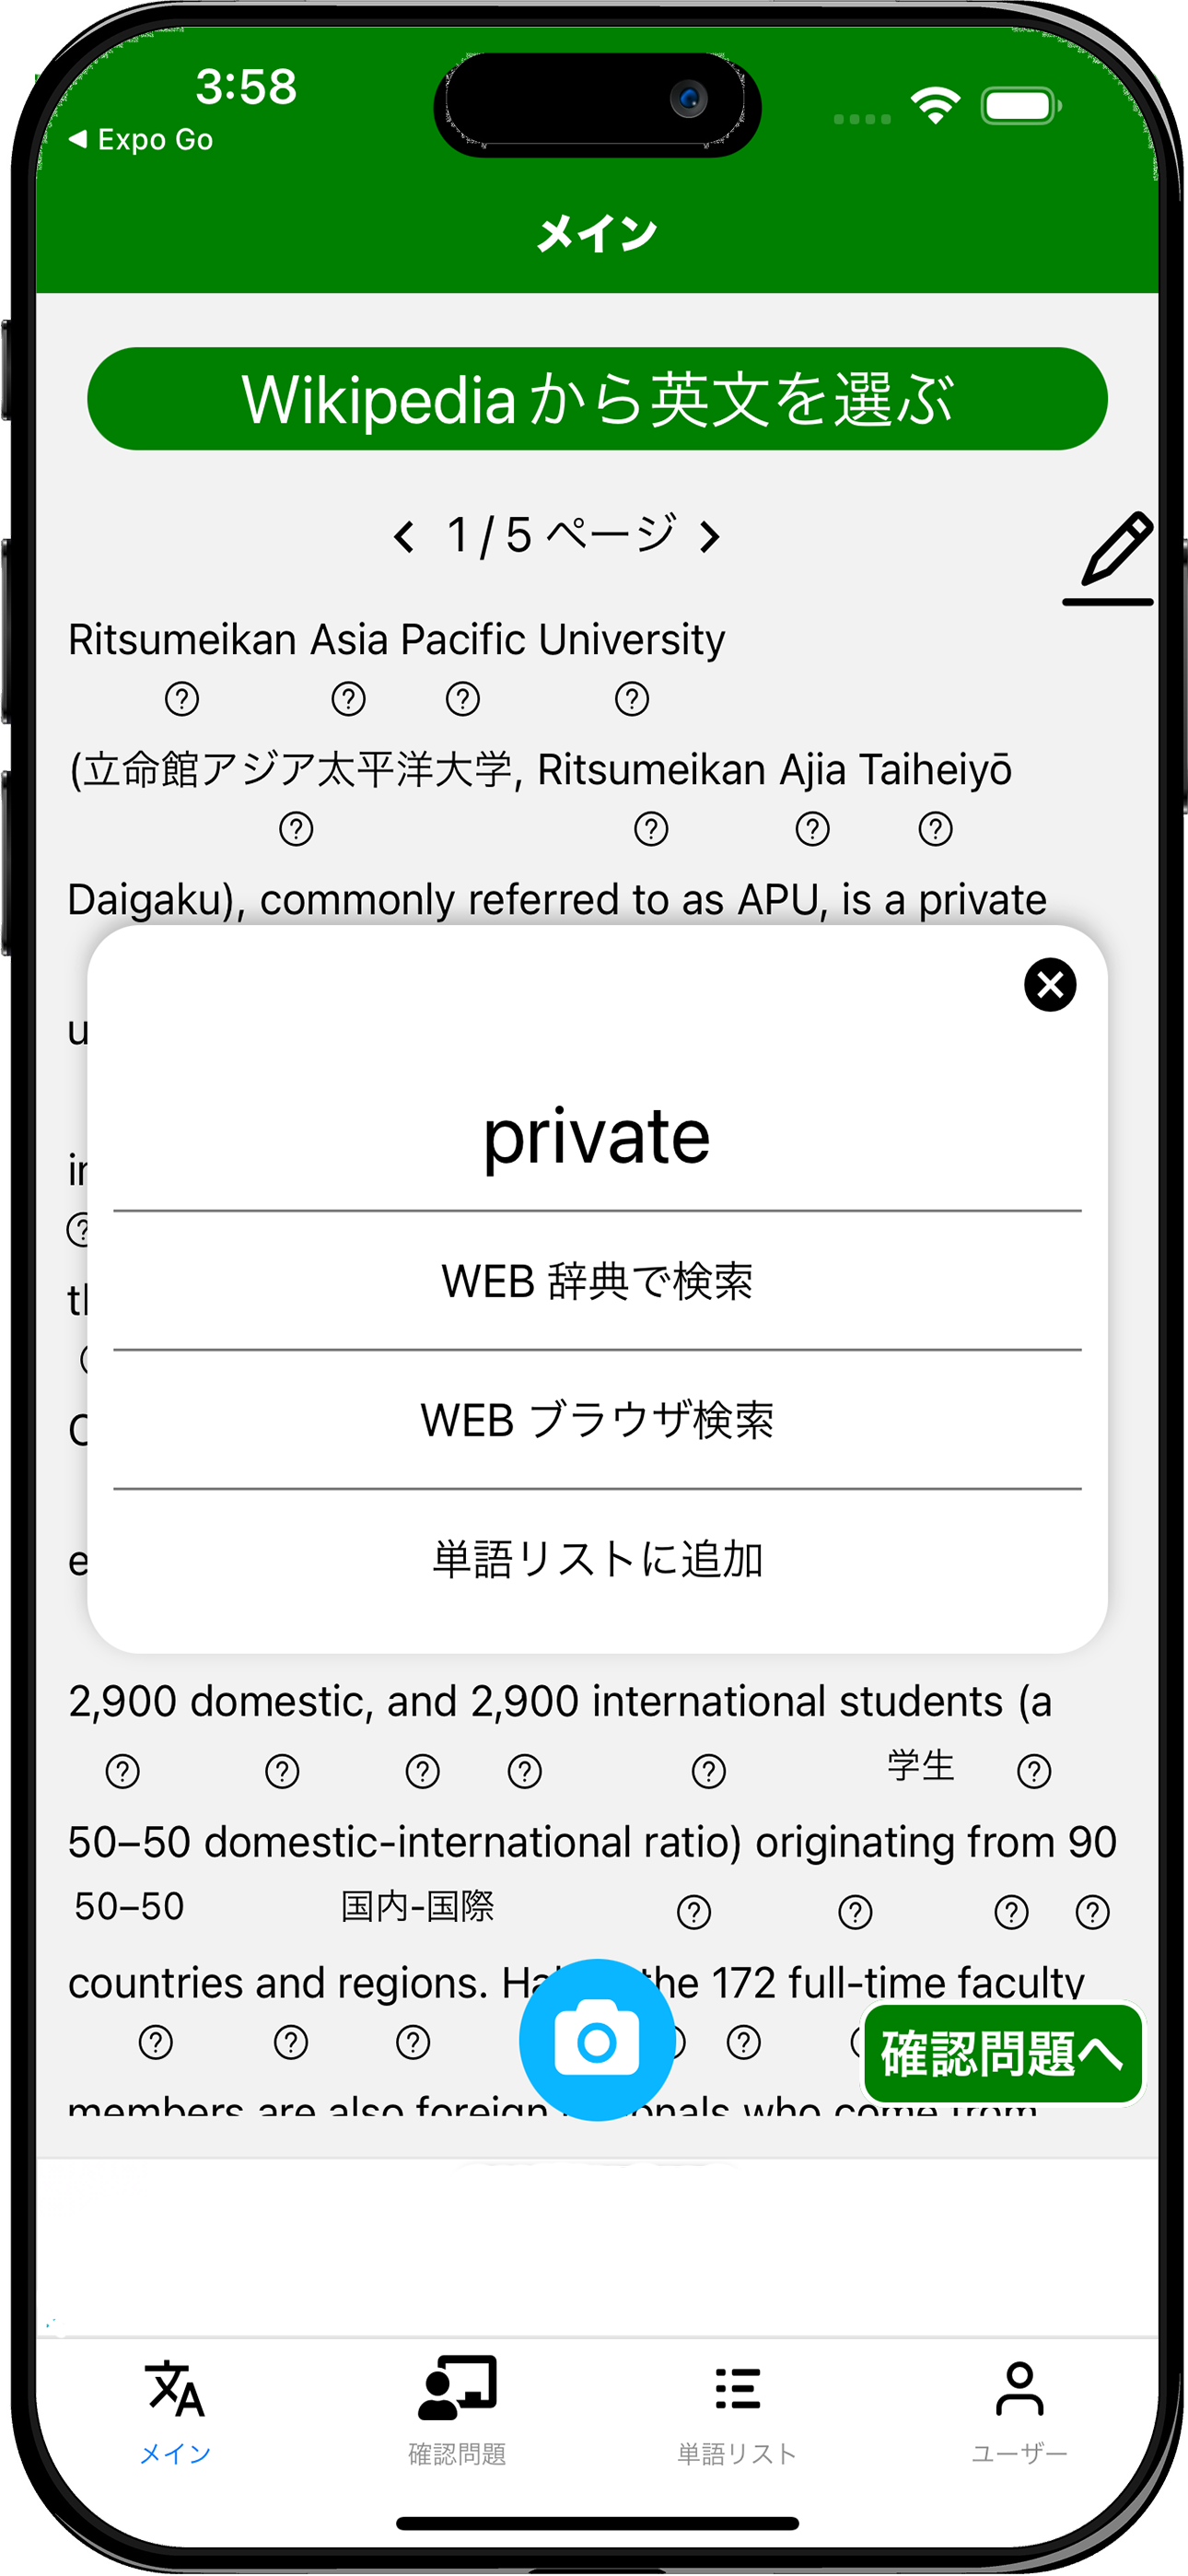 3:58
Expo Go
メイン
Wikipediaから英文を選ぶ
1 / 5 ページ
Ritsumeikan Asia Pacific University
(立命館アジア太平洋大学, Ritsumeikan Ajia Taiheiyō
Daigaku), commonly referred to as APU, is a private
private
WEB 辞典で検索
WEB ブラウザ検索
単語リストに追加
2,900 domestic, and 2,900 international students (a
学生
50–50 domestic-international ratio) originating from 90
50–50 国内-国際
countries and regions. the 172 full-time faculty
確認問題へ
members are also foreign who come from
メイン 確認問題 単語リスト ユーザー